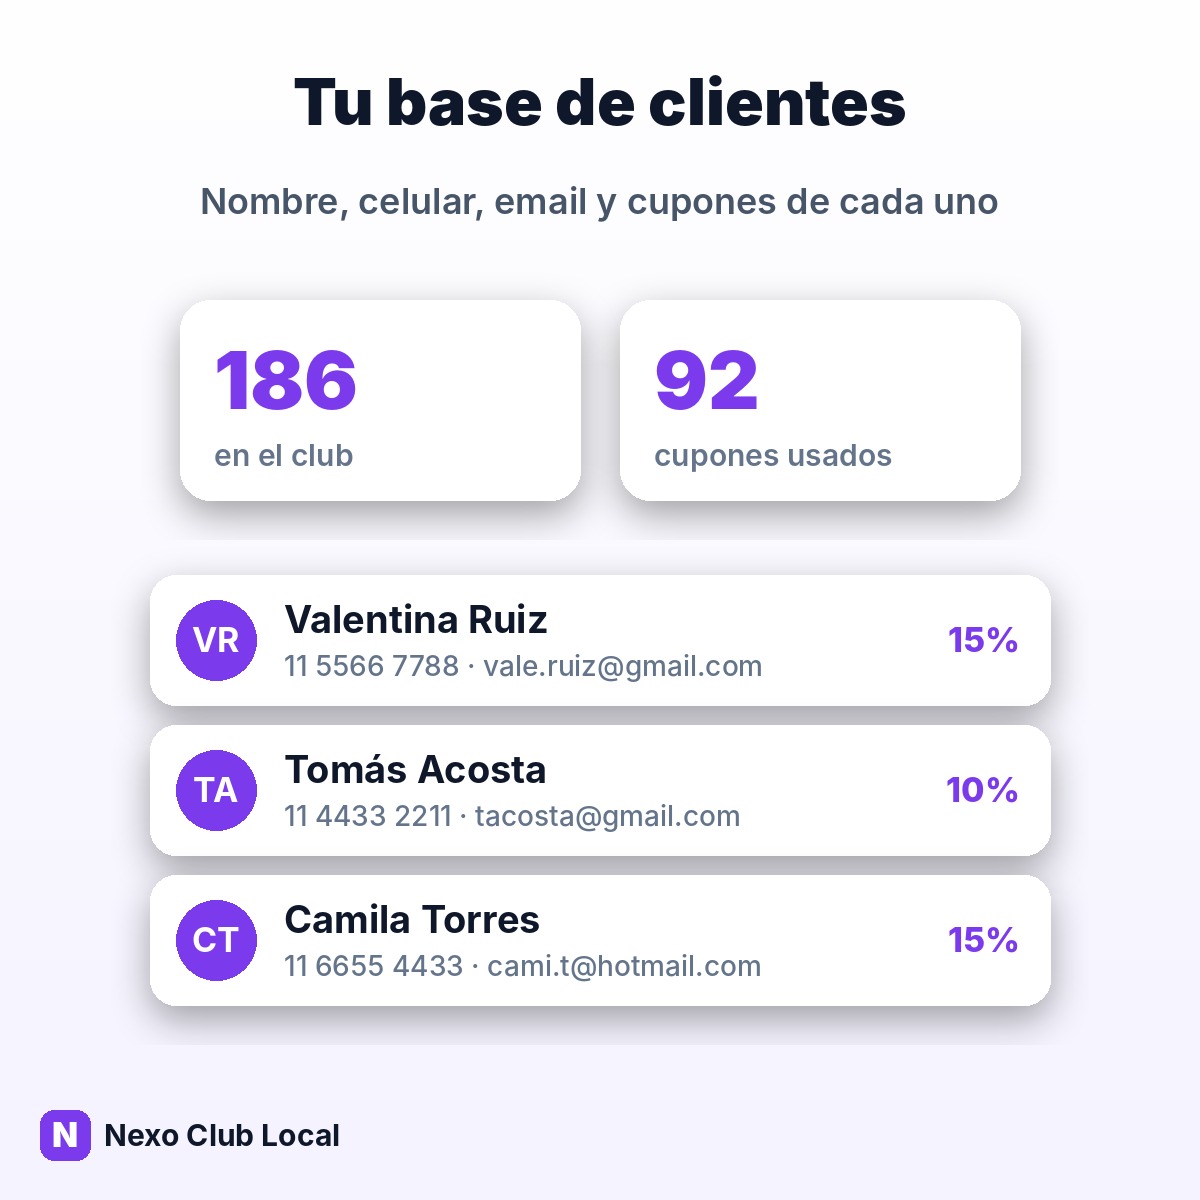 Tu base de clientes
Nombre, celular, email y cupones de cada uno
186
en el club
92
cupones usados
VR
Valentina Ruiz
11 5566 7788 · vale.ruiz@gmail.com
15%
TA
Tomás Acosta
11 4433 2211 · tacosta@gmail.com
10%
CT
Camila Torres
11 6655 4433 · cami.t@hotmail.com
15%
N Nexo Club Local